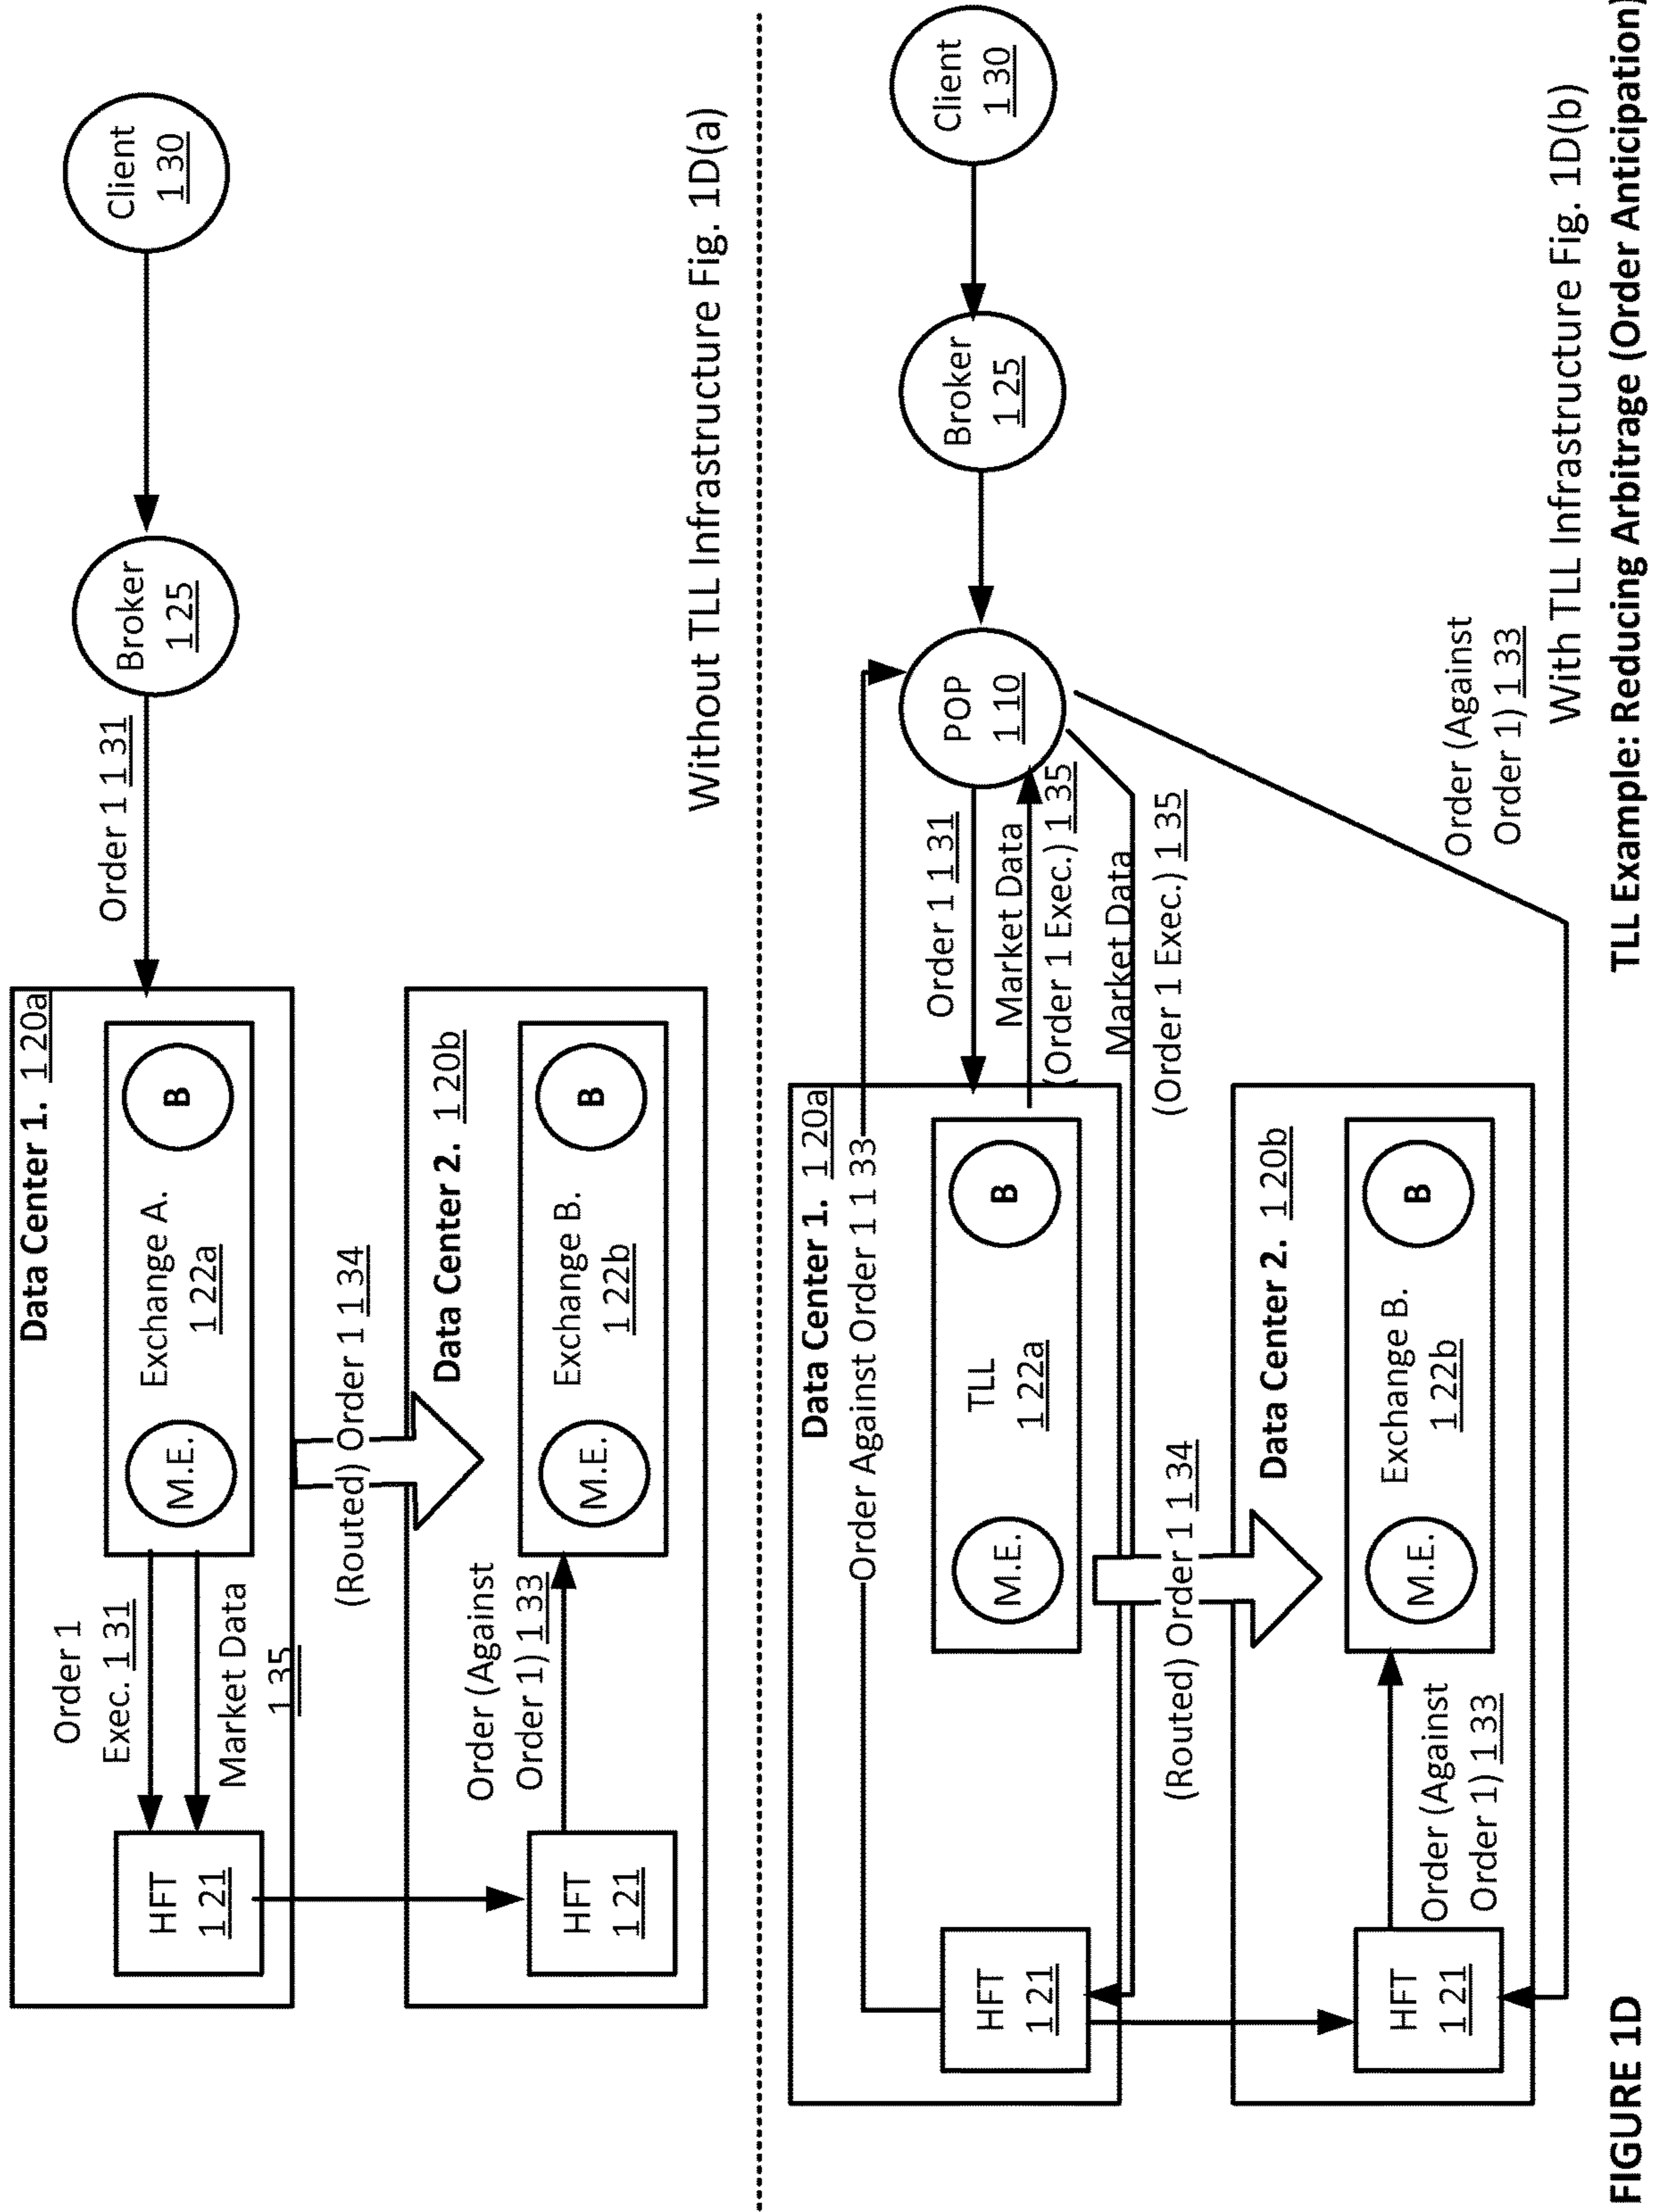 Data Center 1. 120a
Order 1
Exec. 131
Market Data
135
HFT
121
Exchange A.
122a
M.E.
B
Order 1 131
Broker
125
Client
130
(Routed) Order 1 134
Data Center 2. 120b
Order (Against
Order 1) 133
HFT
121
Exchange B.
122b
M.E.
B
Without TLL Infrastructure Fig. 1D(a)
Data Center 1. 120a
Order Against Order 1 133
HFT
121
TLL
122a
M.E.
B
Order 1 131
Market Data
(Order 1 Exec.) 135
Market Data
(Order 1 Exec.) 135
POP
110
Broker
125
Client
130
(Routed) Order 1 134
Data Center 2. 120b
HFT
121
Order (Against
Order 1) 133
Exchange B.
122b
M.E.
B
Order (Against
Order 1) 133
With TLL Infrastructure Fig. 1D(b)
FIGURE 1D
TLL Example: Reducing Arbitrage (Order Anticipation)